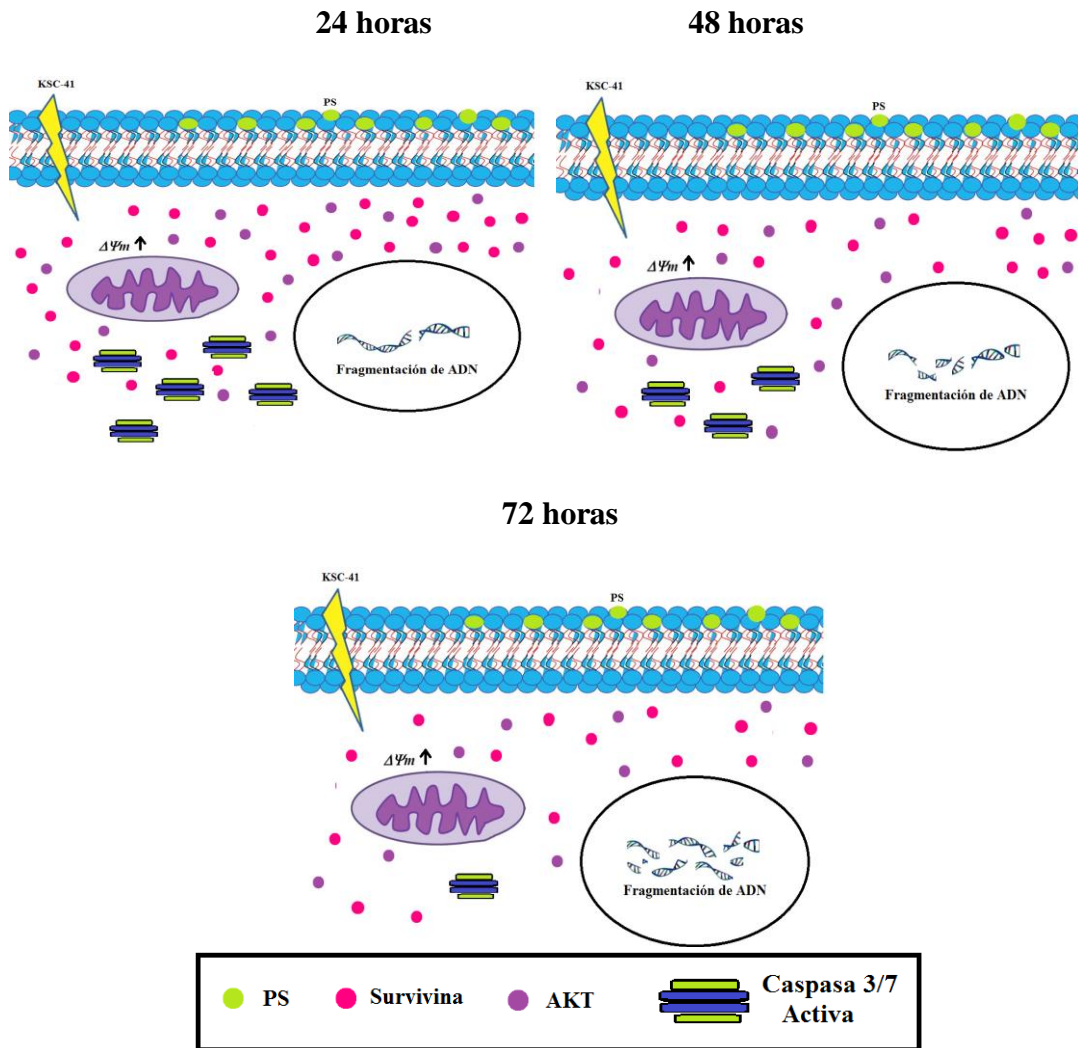 24 horas
48 horas
KSC-41
PS
ΔΨm
Fragmentación de ADN
KSC-41
PS
ΔΨm
Fragmentación de ADN
72 horas
KSC-41
PS
ΔΨm
Fragmentación de ADN
PS
Survivina
AKT
Caspasa 3/7
Activa